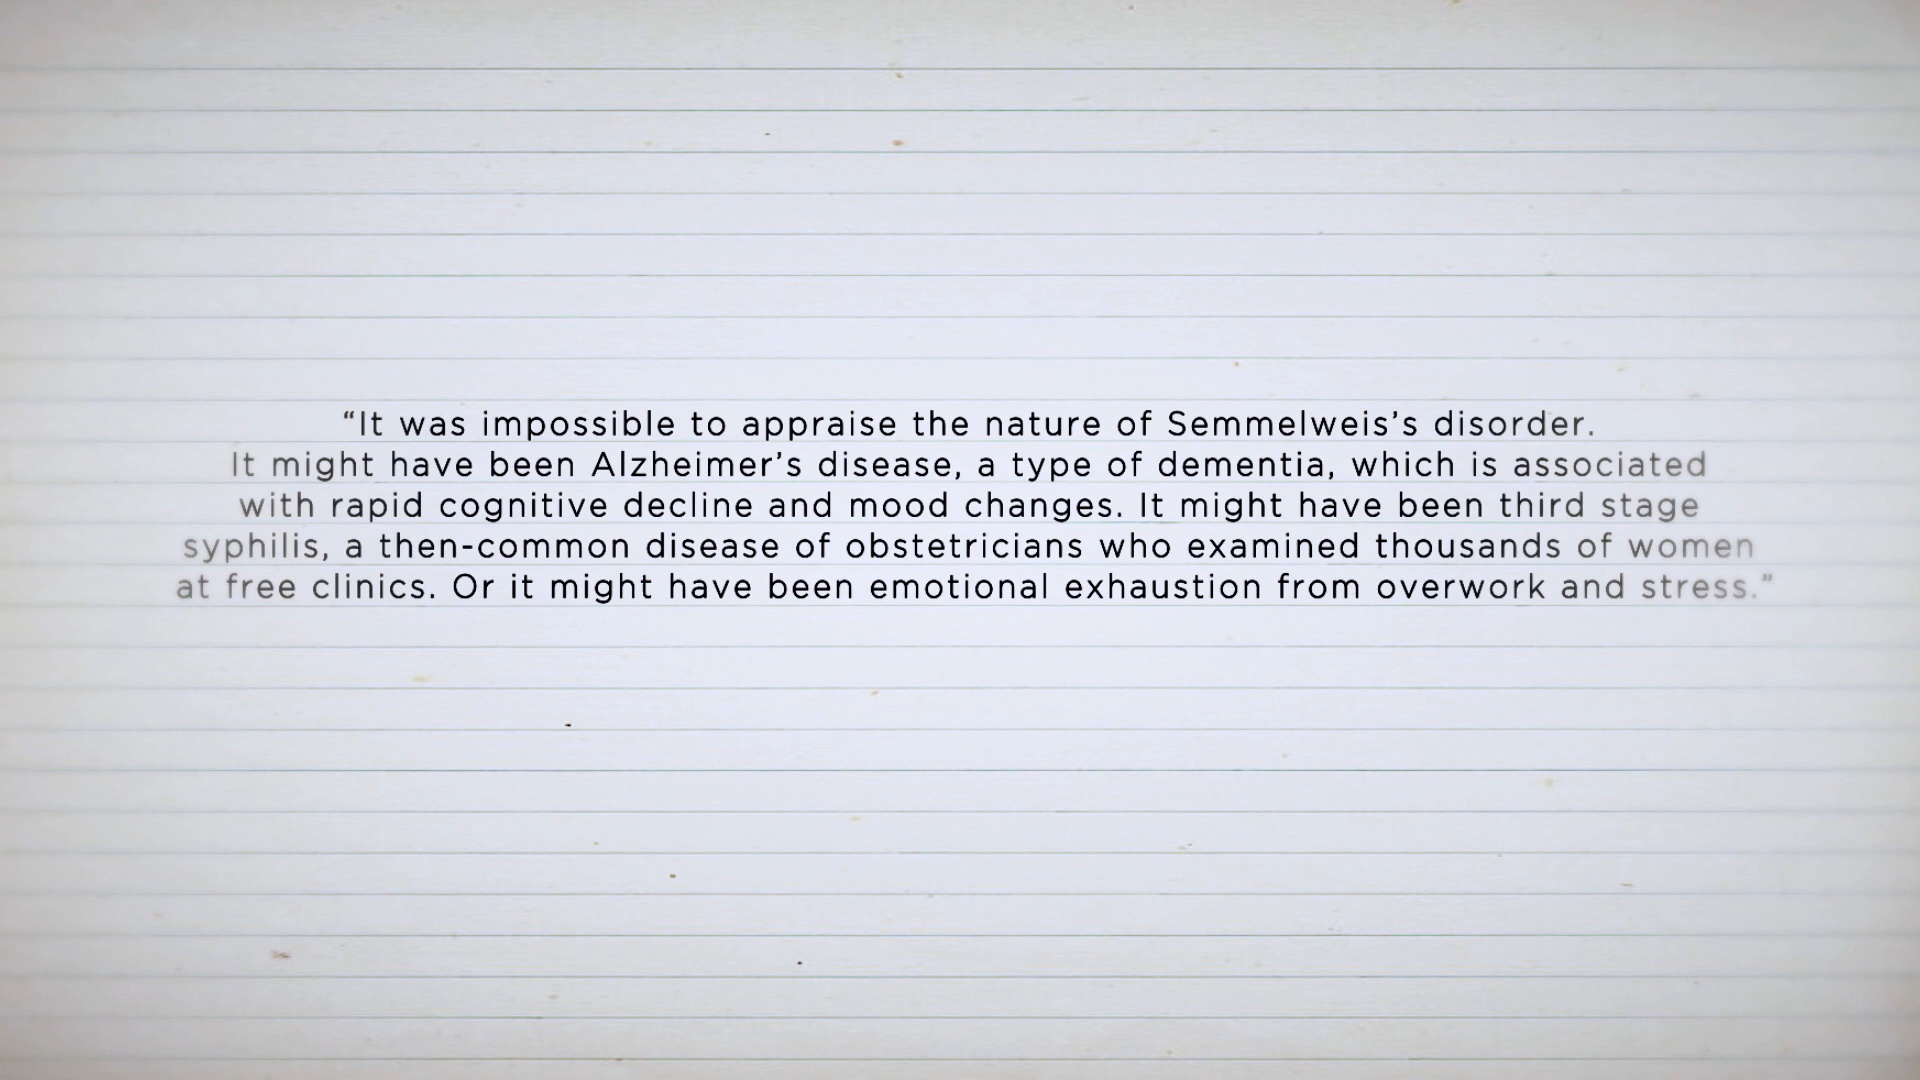 “It was impossible to appraise the nature of Semmelweis’s disorder.
It might have been Alzheimer’s disease, a type of dementia, which is associated
with rapid cognitive decline and mood changes. It might have been third stage
syphilis, a then-common disease of obstetricians who examined thousands of women
at free clinics. Or it might have been emotional exhaustion from overwork and stress.”